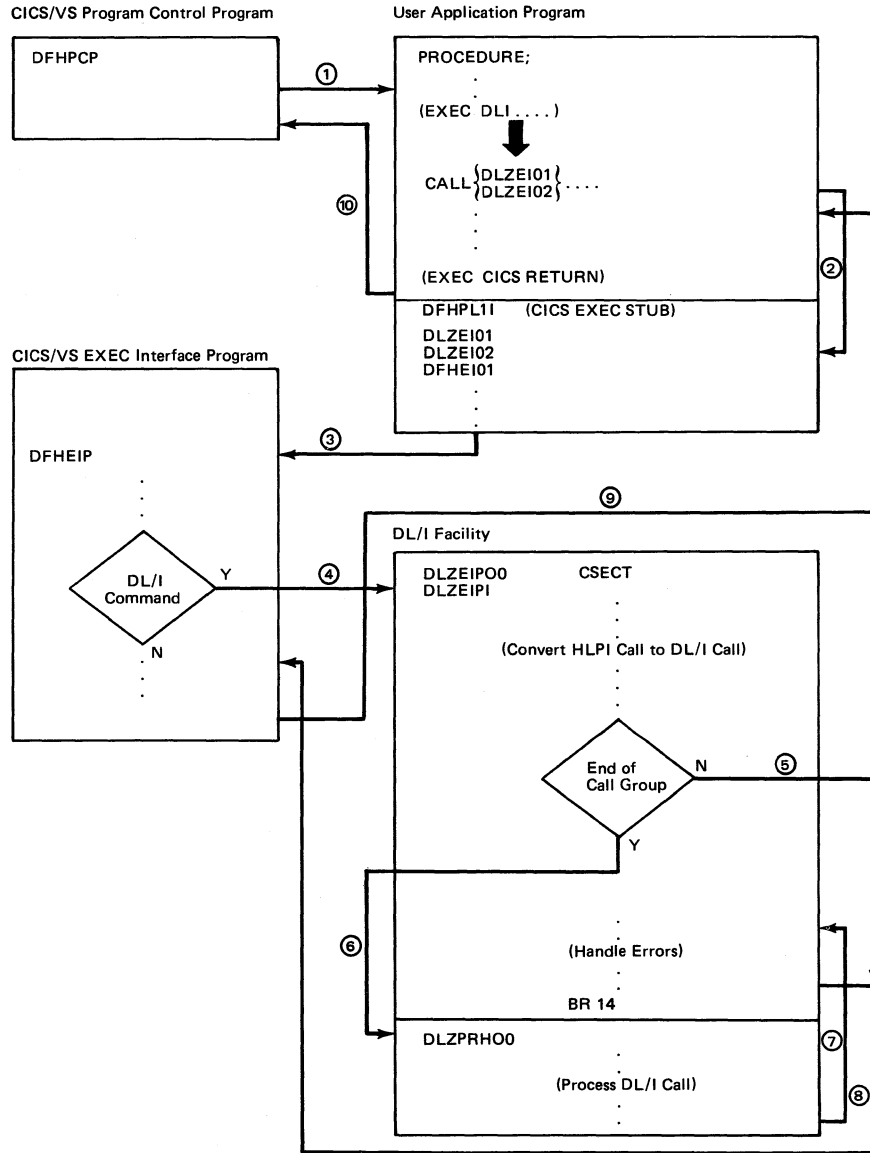 CICS/VS Program Control Program
User Application Program
DFHPCP
①
PROCEDURE;
(EXEC DLI . . . . )
CALL { DLZEI01 DLZEI02 } . . . .
⑩
②
(EXEC CICS RETURN)
DFHPL1I (CICS EXEC STUB)
DLZEI01
DLZEI02
DFHEI01
CICS/VS EXEC Interface Program
③
DFHEIP
⑨
DL/I Facility
DL/I
Command
Y
④
N
DLZEIPO0 CSECT
DLZEIPI
(Convert HLPI Call to DL/I Call)
End of
Call Group
N
⑤
Y
⑥
(Handle Errors)
BR 14
DLZPRHO0
⑦
(Process DL/I Call)
⑧